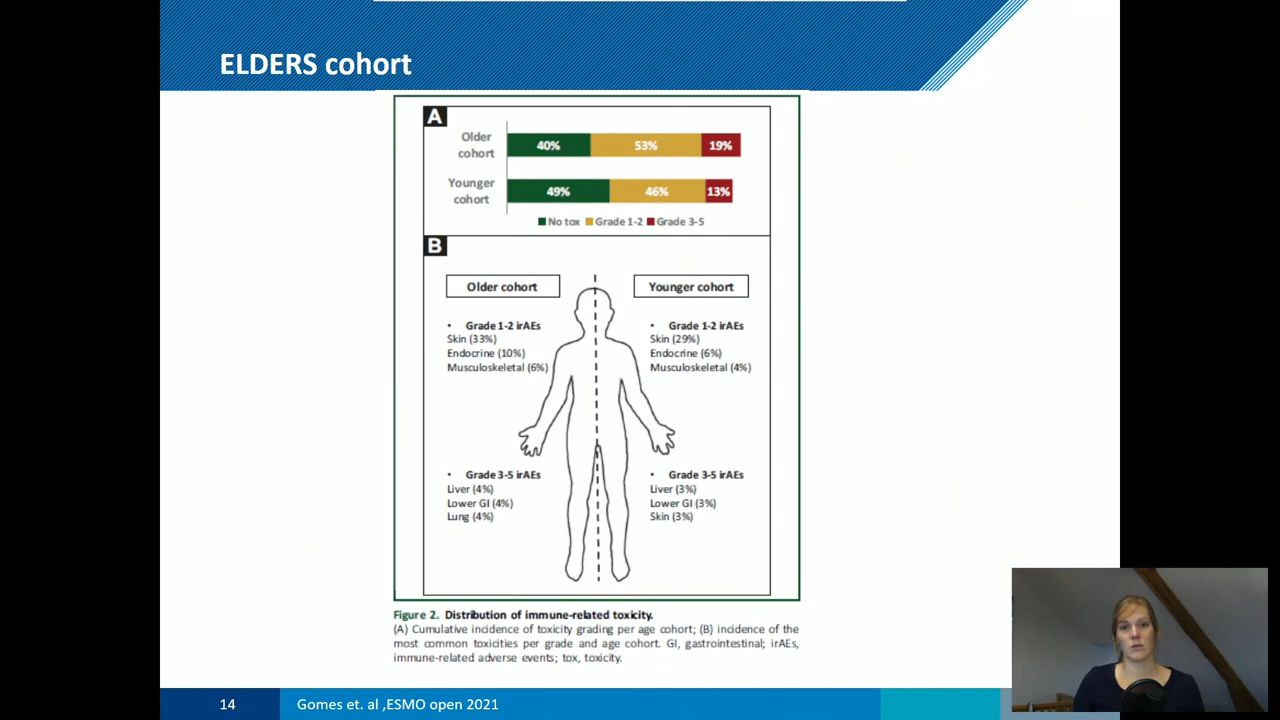 ELDERS cohort
A
Older
cohort
40% 53% 19%
Younger
cohort
49% 46% 13%
No tox Grade 1-2 Grade 3-5
B
Older cohort
Younger cohort
• Grade 1-2 irAEs
Skin (33%)
Endocrine (10%)
Musculoskeletal (6%)
• Grade 1-2 irAEs
Skin (29%)
Endocrine (6%)
Musculoskeletal (4%)
• Grade 3-5 irAEs
Liver (4%)
Lower GI (4%)
Lung (4%)
• Grade 3-5 irAEs
Liver (3%)
Lower GI (3%)
Skin (3%)
Figure 2. Distribution of immune-related toxicity.
(A) Cumulative incidence of toxicity grading per age cohort; (B) incidence of the
most common toxicities per grade and age cohort. GI, gastrointestinal; irAEs,
immune-related adverse events; tox, toxicity.
14
Gomes et. al ,ESMO open 2021